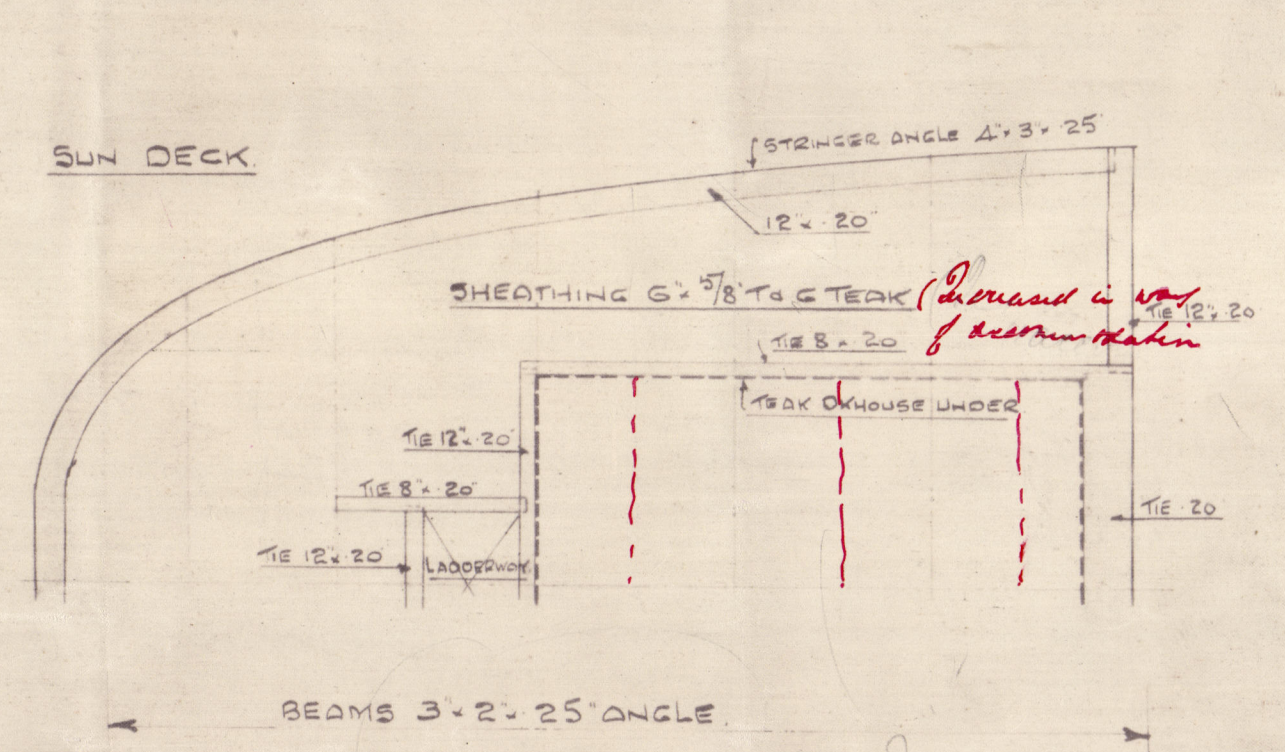 SUN DECK.
STRINGER ANGLE 4" x 3" x .25"
12" x .20"
SHEATHING 6" x 5/8" T & G TEAK (Increased in way
of accommodation
TIE 12" x .20
TIE 8 x .20
TEAK DKHOUSE UNDER
TIE 12" x .20"
TIE 8" x .20"
TIE .20
TIE 12" x .20"
LADDERWAY
BEAMS 3" x 2" x .25" ANGLE.